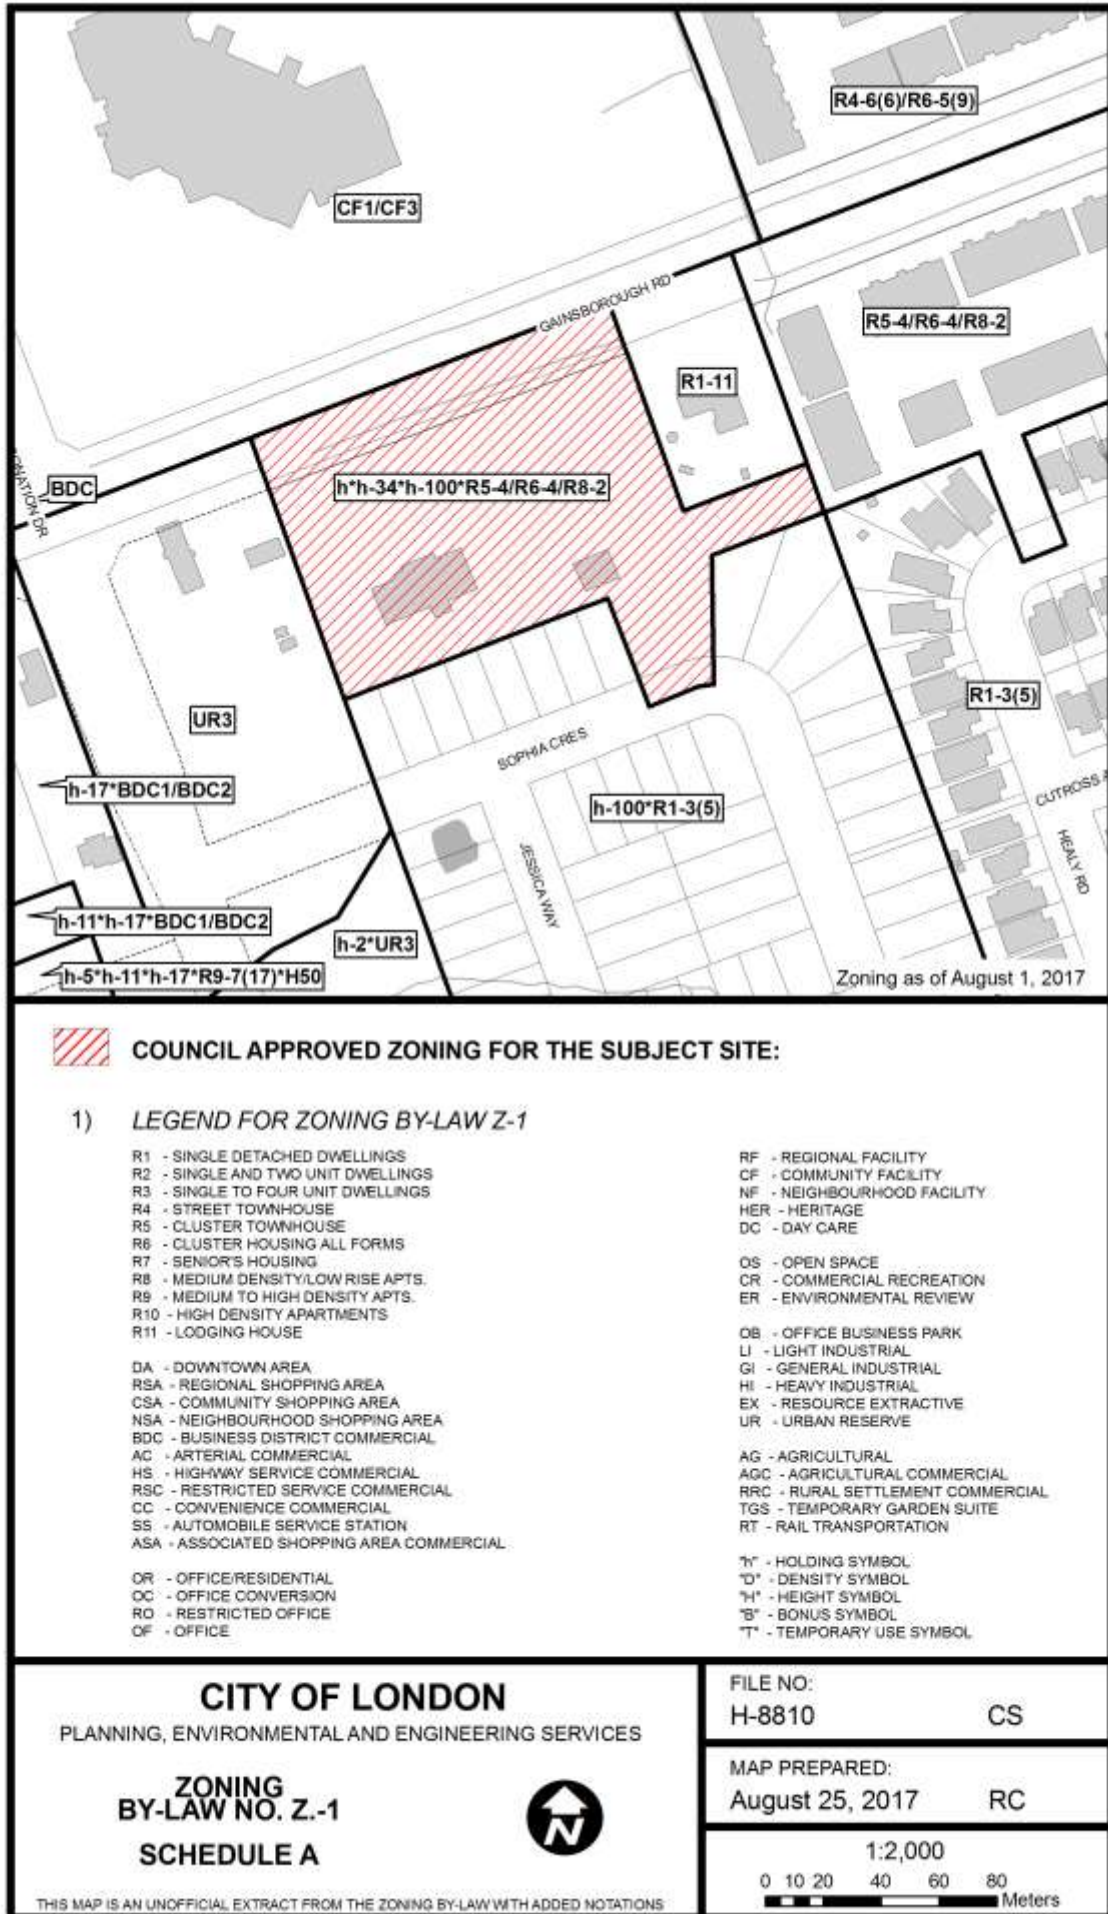 R4-6(6)/R6-5(9)
CF1/CF3
GAINSBOROUGH RD
R5-4/R6-4/R8-2
R1-11
BDC
h*h-34*h-100*R5-4/R6-4/R8-2
R1-3(5)
UR3
SOPHIA CRES
h-17*BDC1/BDC2
h-100*R1-3(5)
CUTROSS
JESSICA WAY
HEALY RD
h-11*h-17*BDC1/BDC2
h-2*UR3
h-5*h-11*h-17*R9-7(17)*H50
Zoning as of August 1, 2017
COUNCIL APPROVED ZONING FOR THE SUBJECT SITE:
1) LEGEND FOR ZONING BY-LAW Z-1
R1 - SINGLE DETACHED DWELLINGS
R2 - SINGLE AND TWO UNIT DWELLINGS
R3 - SINGLE TO FOUR UNIT DWELLINGS
R4 - STREET TOWNHOUSE
R5 - CLUSTER TOWNHOUSE
R6 - CLUSTER HOUSING ALL FORMS
R7 - SENIOR'S HOUSING
R8 - MEDIUM DENSITY/LOW RISE APTS.
R9 - MEDIUM TO HIGH DENSITY APTS.
R10 - HIGH DENSITY APARTMENTS
R11 - LODGING HOUSE
DA - DOWNTOWN AREA
RSA - REGIONAL SHOPPING AREA
CSA - COMMUNITY SHOPPING AREA
NSA - NEIGHBOURHOOD SHOPPING AREA
BDC - BUSINESS DISTRICT COMMERCIAL
AC - ARTERIAL COMMERCIAL
HS - HIGHWAY SERVICE COMMERCIAL
RSC - RESTRICTED SERVICE COMMERCIAL
CC - CONVENIENCE COMMERCIAL
SS - AUTOMOBILE SERVICE STATION
ASA - ASSOCIATED SHOPPING AREA COMMERCIAL
OR - OFFICE/RESIDENTIAL
OC - OFFICE CONVERSION
RO - RESTRICTED OFFICE
OF - OFFICE
RF - REGIONAL FACILITY
CF - COMMUNITY FACILITY
NF - NEIGHBOURHOOD FACILITY
HER - HERITAGE
DC - DAY CARE
OS - OPEN SPACE
CR - COMMERCIAL RECREATION
ER - ENVIRONMENTAL REVIEW
OB - OFFICE BUSINESS PARK
LI - LIGHT INDUSTRIAL
GI - GENERAL INDUSTRIAL
HI - HEAVY INDUSTRIAL
EX - RESOURCE EXTRACTIVE
UR - URBAN RESERVE
AG - AGRICULTURAL
AGC - AGRICULTURAL COMMERCIAL
RRC - RURAL SETTLEMENT COMMERCIAL
TGS - TEMPORARY GARDEN SUITE
RT - RAIL TRANSPORTATION
"h" - HOLDING SYMBOL
"D" - DENSITY SYMBOL
"H" - HEIGHT SYMBOL
"B" - BONUS SYMBOL
"T" - TEMPORARY USE SYMBOL
CITY OF LONDON
PLANNING, ENVIRONMENTAL AND ENGINEERING SERVICES
ZONING
BY-LAW NO. Z.-1
SCHEDULE A
N
THIS MAP IS AN UNOFFICIAL EXTRACT FROM THE ZONING BY-LAW WITH ADDED NOTATIONS
FILE NO:
H-8810 CS
MAP PREPARED:
August 25, 2017 RC
1:2,000
0 10 20 40 60 80
Meters